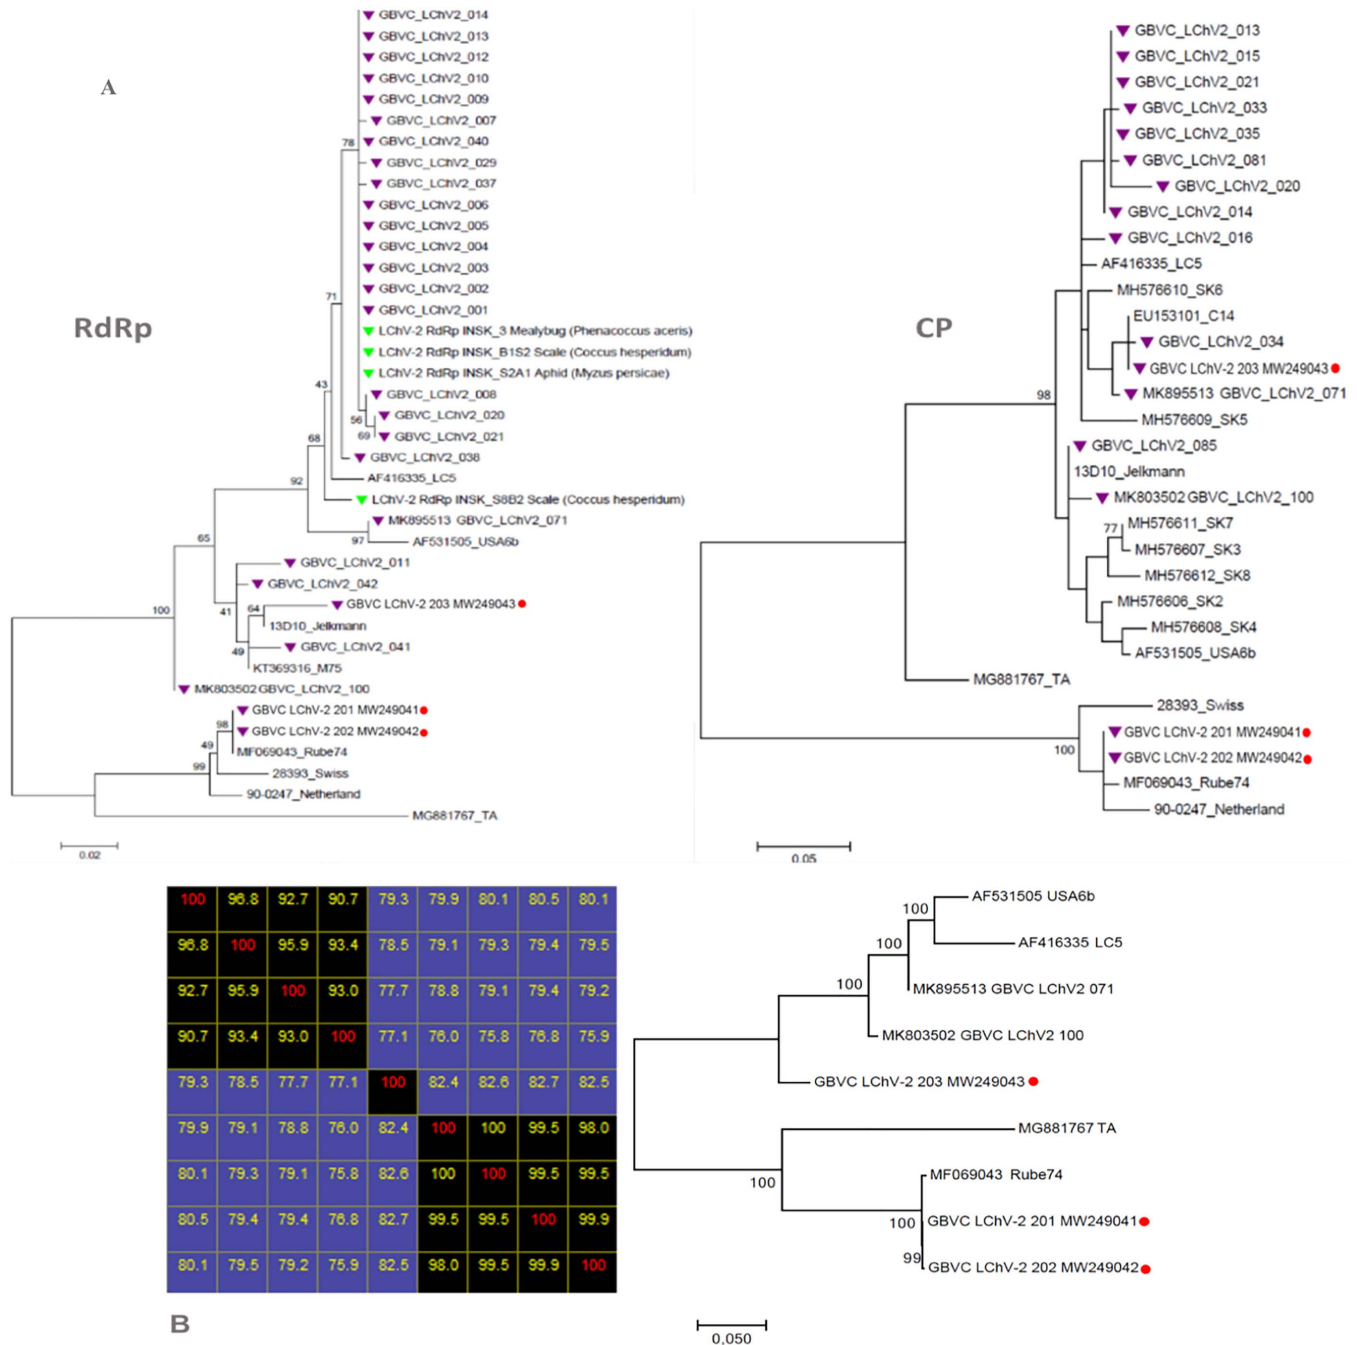 A
RdRp
GBVC_LChV2_014
GBVC_LChV2_013
GBVC_LChV2_012
GBVC_LChV2_010
GBVC_LChV2_009
GBVC_LChV2_007
78
GBVC_LChV2_040
GBVC_LChV2_029
GBVC_LChV2_037
GBVC_LChV2_006
GBVC_LChV2_005
GBVC_LChV2_004
GBVC_LChV2_003
GBVC_LChV2_002
71
GBVC_LChV2_001
LChV-2 RdRp INSK_3 Mealybug (Phenacoccus aceris)
LChV-2 RdRp INSK_B1S2 Scale (Coccus hesperidum)
LChV-2 RdRp INSK_S2A1 Aphid (Myzus persicae)
43
GBVC_LChV2_008
56
GBVC_LChV2_020
69
GBVC_LChV2_021
68
GBVC_LChV2_038
AF416335_LC5
92
LChV-2 RdRp INSK_S8B2 Scale (Coccus hesperidum)
MK895513 GBVC_LChV2_071
97
AF531505_USA6b
65
GBVC_LChV2_011
GBVC_LChV2_042
41
64
GBVC LChV-2 203 MW249043
100
13D10_Jelkmann
49
GBVC_LChV2_041
KT369316_M75
MK803502 GBVC_LChV2_100
GBVC LChV-2 201 MW249041
98
GBVC LChV-2 202 MW249042
49
MF069043_Rube74
99
28393_Swiss
90-0247_Netherland
MG881767_TA
0.02
CP
GBVC_LChV2_013
GBVC_LChV2_015
GBVC_LChV2_021
GBVC_LChV2_033
GBVC_LChV2_035
GBVC_LChV2_081
GBVC_LChV2_020
GBVC_LChV2_014
GBVC_LChV2_016
AF416335_LC5
MH576610_SK6
EU153101_C14
GBVC_LChV2_034
GBVC LChV-2 203 MW249043
98
MK895513 GBVC_LChV2_071
MH576609_SK5
GBVC_LChV2_085
13D10_Jelkmann
MK803502 GBVC_LChV2_100
77
MH576611_SK7
MH576607_SK3
MH576612_SK8
MH576606_SK2
MH576608_SK4
AF531505_USA6b
MG881767_TA
28393_Swiss
100
GBVC LChV-2 201 MW249041
GBVC LChV-2 202 MW249042
MF069043_Rube74
90-0247_Netherland
0.05
100 96.8 92.7 90.7 79.3 79.9 80.1 80.5 80.1
96.8 100 95.9 93.4 78.5 79.1 79.3 79.4 79.5
92.7 95.9 100 93.0 77.7 78.8 79.1 79.4 79.2
90.7 93.4 93.0 100 77.1 76.0 75.8 76.8 75.9
79.3 78.5 77.7 77.1 100 82.4 82.6 82.7 82.5
79.9 79.1 78.8 76.0 82.4 100 100 99.5 98.0
80.1 79.3 79.1 75.8 82.6 100 100 99.5 99.5
80.5 79.4 79.4 76.8 82.7 99.5 99.5 100 99.9
80.1 79.5 79.2 75.9 82.5 98.0 99.5 99.9 100
B
100
AF531505 USA6b
100
AF416335 LC5
100
MK895513 GBVC LChV2 071
MK803502 GBVC LChV2 100
GBVC LChV-2 203 MW249043
MG881767 TA
100
MF069043 Rube74
100
GBVC LChV-2 201 MW249041
99
GBVC LChV-2 202 MW249042
0,050